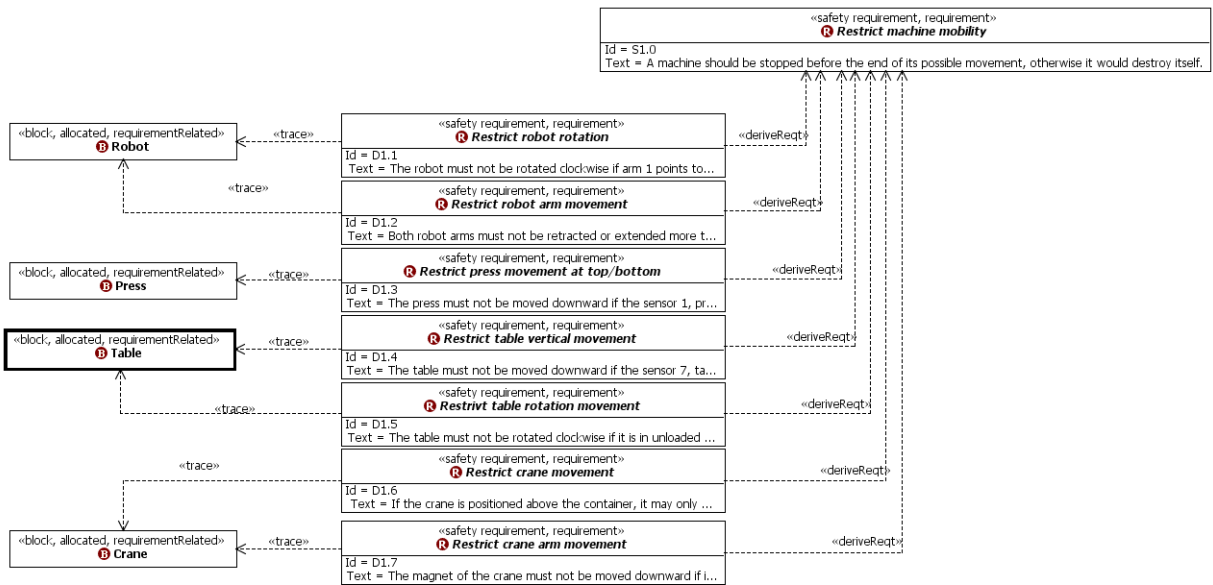 «safety requirement, requirement»
R Restrict machine mobility
Id = S1.0
Text = A machine should be stopped before the end of its possible movement, otherwise it would destroy itself.
«block, allocated, requirementRelated»
B Robot
«trace»
«safety requirement, requirement»
R Restrict robot rotation
Id = D1.1
Text = The robot must not be rotated clockwise if arm 1 points to...
«deriveReqt»
«trace»
«safety requirement, requirement»
R Restrict robot arm movement
Id = D1.2
Text = Both robot arms must not be retracted or extended more t...
«deriveReqt»
«block, allocated, requirementRelated»
B Press
«trace»
«safety requirement, requirement»
R Restrict press movement at top/bottom
Id = D1.3
Text = The press must not be moved downward if the sensor 1, pr...
«deriveReqt»
«block, allocated, requirementRelated»
B Table
«trace»
«safety requirement, requirement»
R Restrict table vertical movement
Id = D1.4
Text = The table must not be moved downward if the sensor 7, ta...
«deriveReqt»
«trace»
«safety requirement, requirement»
R Restrivt table rotation movement
Id = D1.5
Text = The table must not be rotated clockwise if it is in unloaded ...
«deriveReqt»
«trace»
«safety requirement, requirement»
R Restrict crane movement
Id = D1.6
Text = If the crane is positioned above the container, it may only ...
«deriveReqt»
«block, allocated, requirementRelated»
B Crane
«trace»
«safety requirement, requirement»
R Restrict crane arm movement
Id = D1.7
Text = The magnet of the crane must not be moved downward if i...
«deriveReqt»